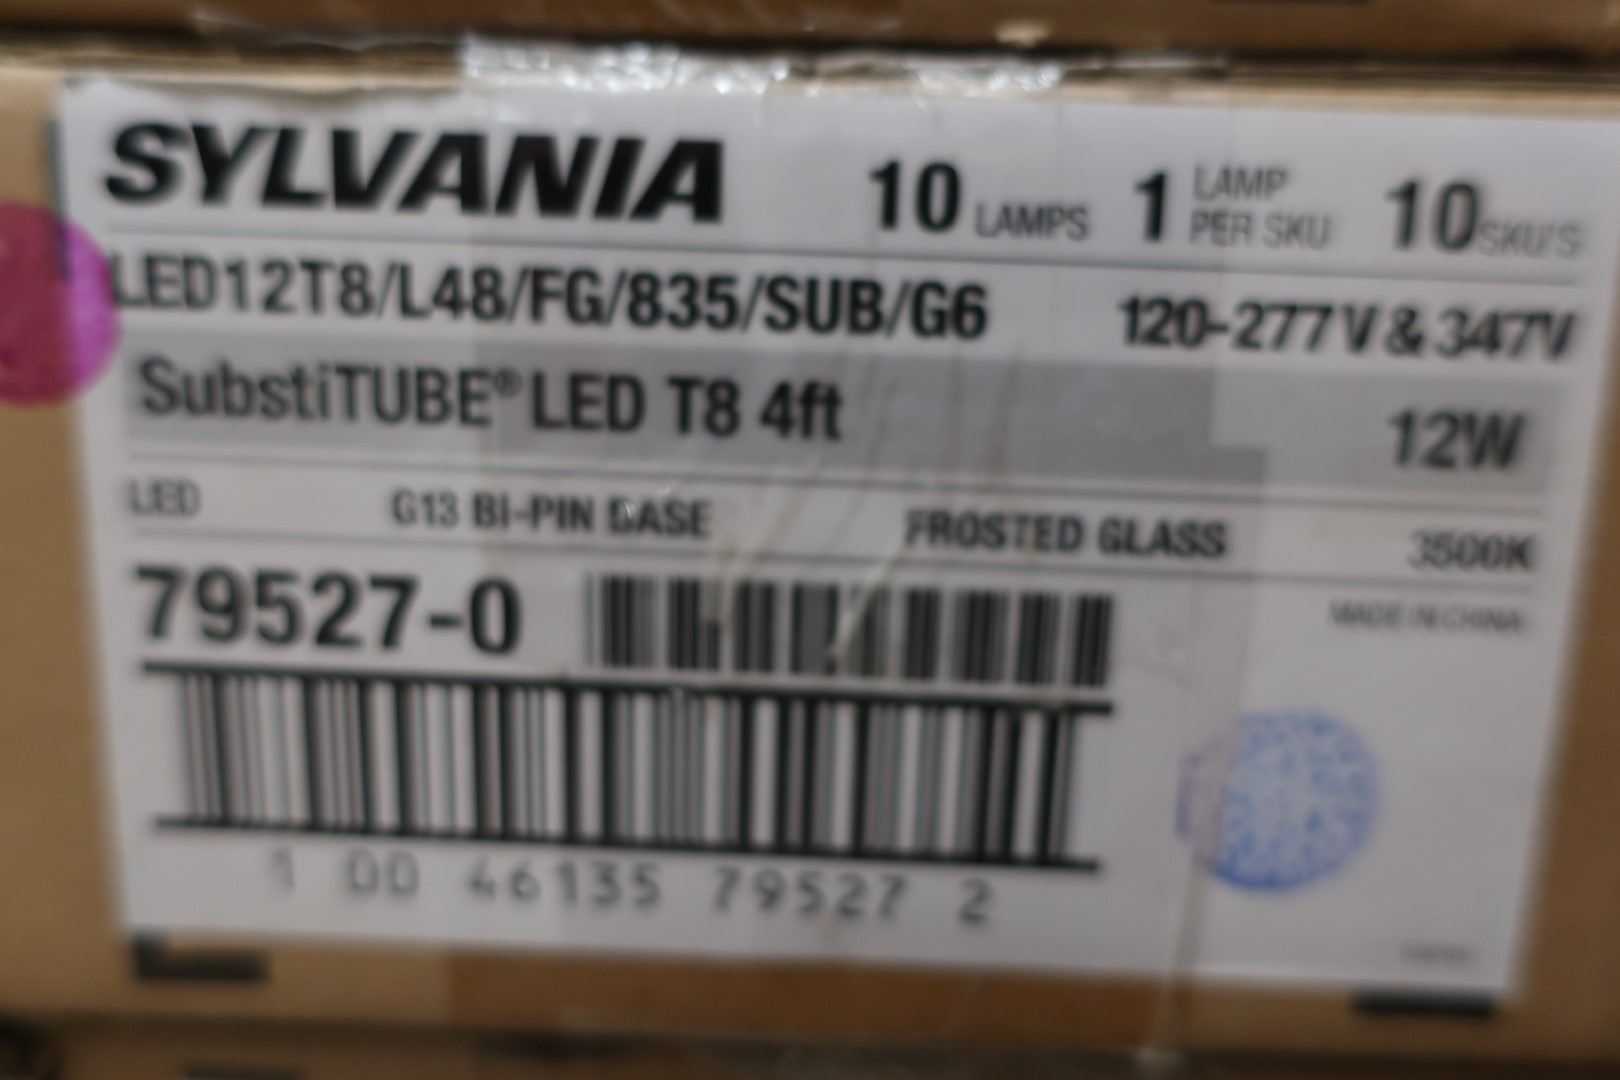 SYLVANIA 10 LAMPS 1 LAMP PER SKU 10 SKU/S
LED12T8/L48/FG/835/SUB/G6 120-277V & 347V
SubstiTUBE® LED T8 4ft 12W
LED G13 BI-PIN BASE FROSTED GLASS 3500K
79527-0 MADE IN CHINA
1 00 46135 79527 2